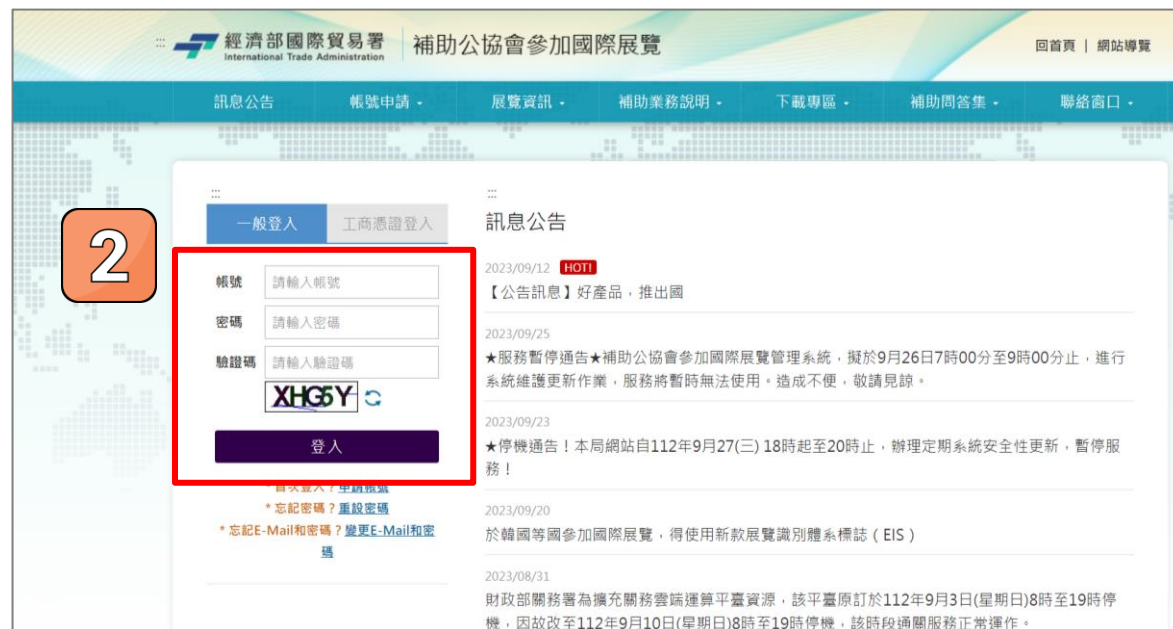 :::
經濟部國際貿易署
International Trade Administration
補助公協會參加國際展覽
回首頁 | 網站導覽
訊息公告
帳號申請
展覽資訊
補助業務說明
下載專區
補助問答集
聯絡窗口
2
:::
一般登入
工商憑證登入
帳號
請輸入帳號
密碼
請輸入密碼
驗證碼
請輸入驗證碼
XHG5Y
登入
* 首次登入?申請帳號
* 忘記密碼?重設密碼
* 忘記E-Mail和密碼?變更E-Mail和密
碼
:::
訊息公告
2023/09/12 HOT!
【公告訊息】好產品,推出國
2023/09/25
★服務暫停通告★補助公協會參加國際展覽管理系統,擬於9月26日7時00分至9時00分止,進行
系統維護更新作業,服務將暫時無法使用。造成不便,敬請見諒。
2023/09/23
★停機通告!本局網站自112年9月27(三) 18時起至20時止,辦理定期系統安全性更新,暫停服
務!
2023/09/20
於韓國等國參加國際展覽,得使用新款展覽識別體系標誌(EIS)
2023/08/31
財政部關務署為擴充關務雲端運算平臺資源,該平臺原訂於112年9月3日(星期日)8時至19時停
機,因故改至112年9月10日(星期日)8時至19時停機,該時段通關服務正常運作。